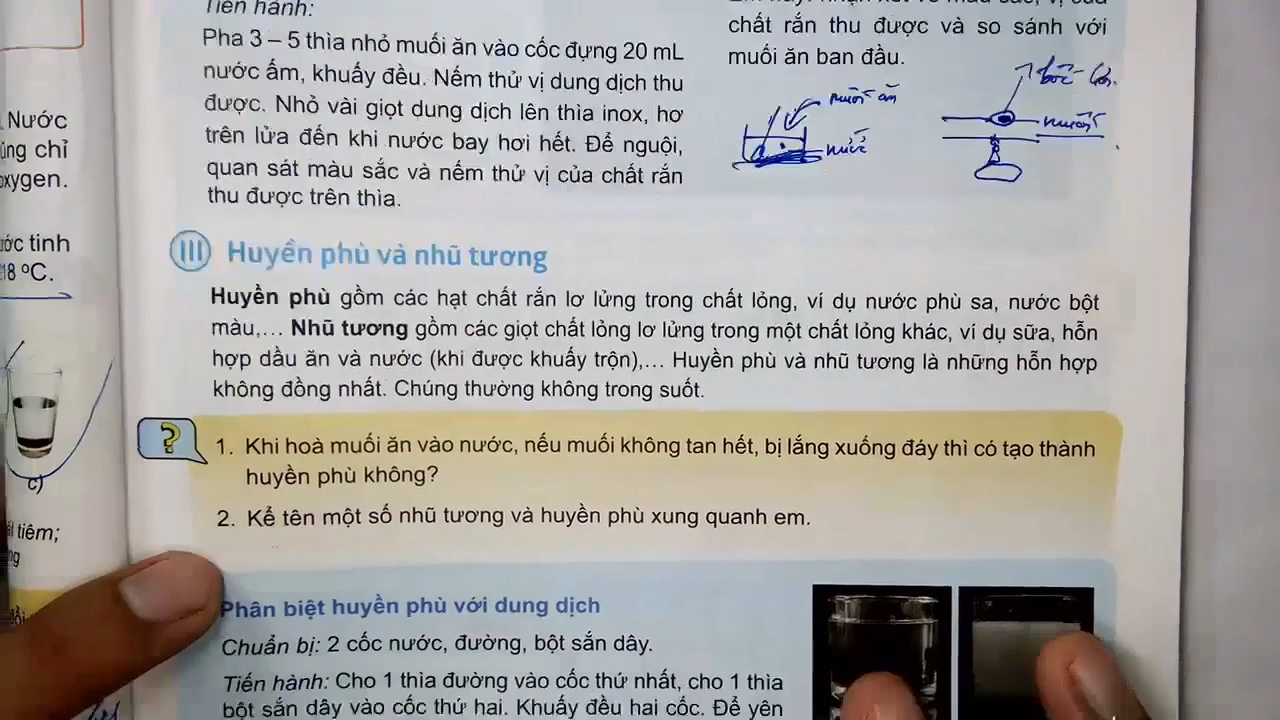 . Nước
úng chỉ
oxygen.
ước tinh
18 °C.
c)
tiêm;
Tiến hành:
Pha 3 – 5 thìa nhỏ muối ăn vào cốc đựng 20 mL
nước ấm, khuấy đều. Nếm thử vị dung dịch thu
được. Nhỏ vài giọt dung dịch lên thìa inox, hơ
trên lửa đến khi nước bay hơi hết. Để nguội,
quan sát màu sắc và nếm thử vị của chất rắn
thu được trên thìa.
chất rắn thu được và so sánh với
muối ăn ban đầu.
muối ăn
nước
muối
III Huyền phù và nhũ tương
Huyền phù gồm các hạt chất rắn lơ lửng trong chất lỏng, ví dụ nước phù sa, nước bột
màu,... Nhũ tương gồm các giọt chất lỏng lơ lửng trong một chất lỏng khác, ví dụ sữa, hỗn
hợp dầu ăn và nước (khi được khuấy trộn),... Huyền phù và nhũ tương là những hỗn hợp
không đồng nhất. Chúng thường không trong suốt.
?
1. Khi hoà muối ăn vào nước, nếu muối không tan hết, bị lắng xuống đáy thì có tạo thành
huyền phù không?
2. Kể tên một số nhũ tương và huyền phù xung quanh em.
Phân biệt huyền phù với dung dịch
Chuẩn bị: 2 cốc nước, đường, bột sắn dây.
Tiến hành: Cho 1 thìa đường vào cốc thứ nhất, cho 1 thìa
bột sắn dây vào cốc thứ hai. Khuấy đều hai cốc. Để yên